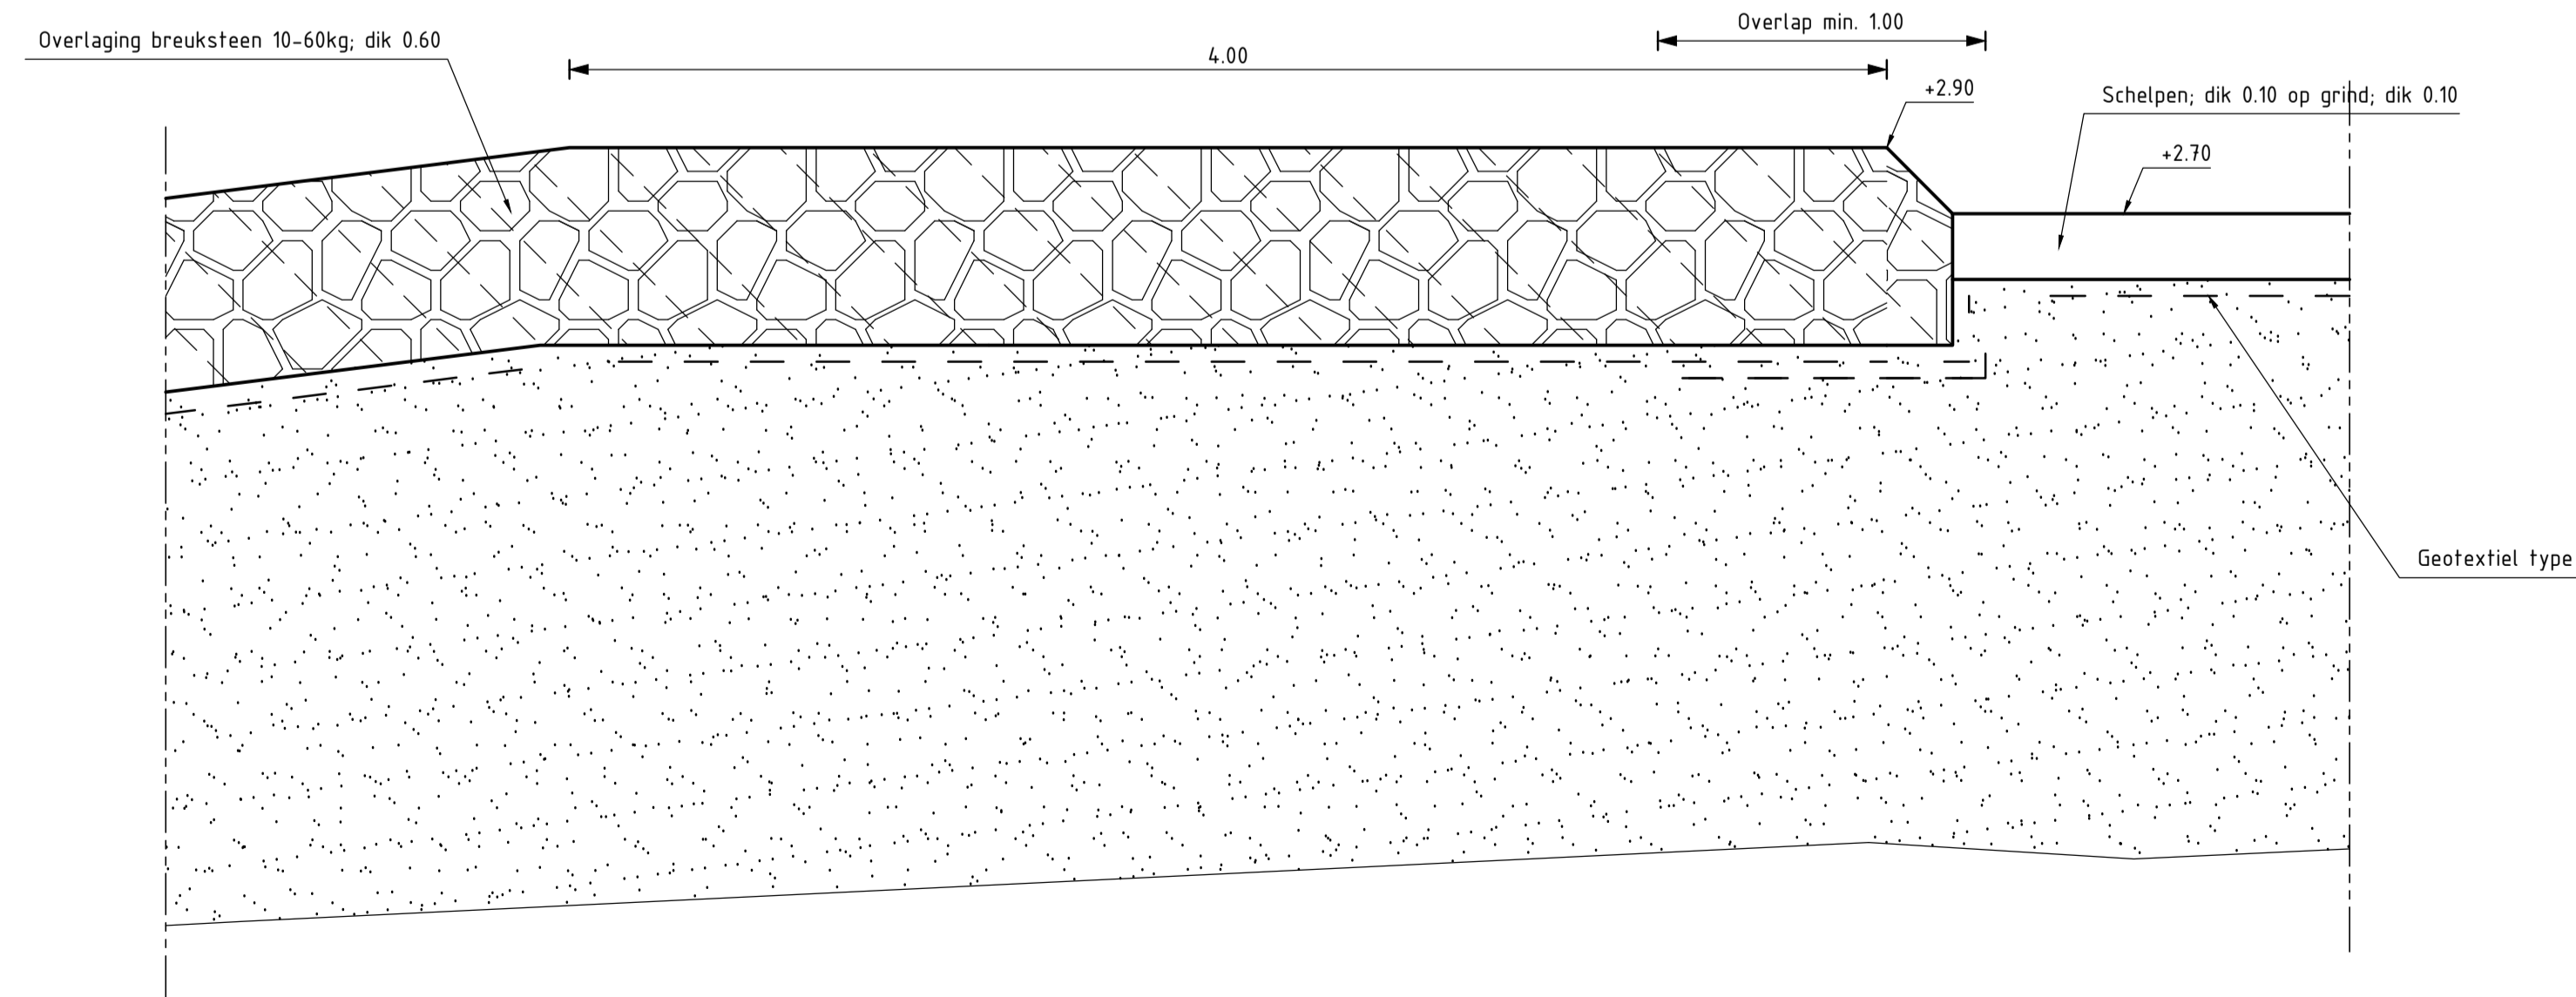 Overlap min. 1.00
Overlaging breuksteen 10-60kg; dik 0.60
4.00
+2.90
Schelpen; dik 0.10 op grind; dik 0.10
+2.70
Geotextiel type